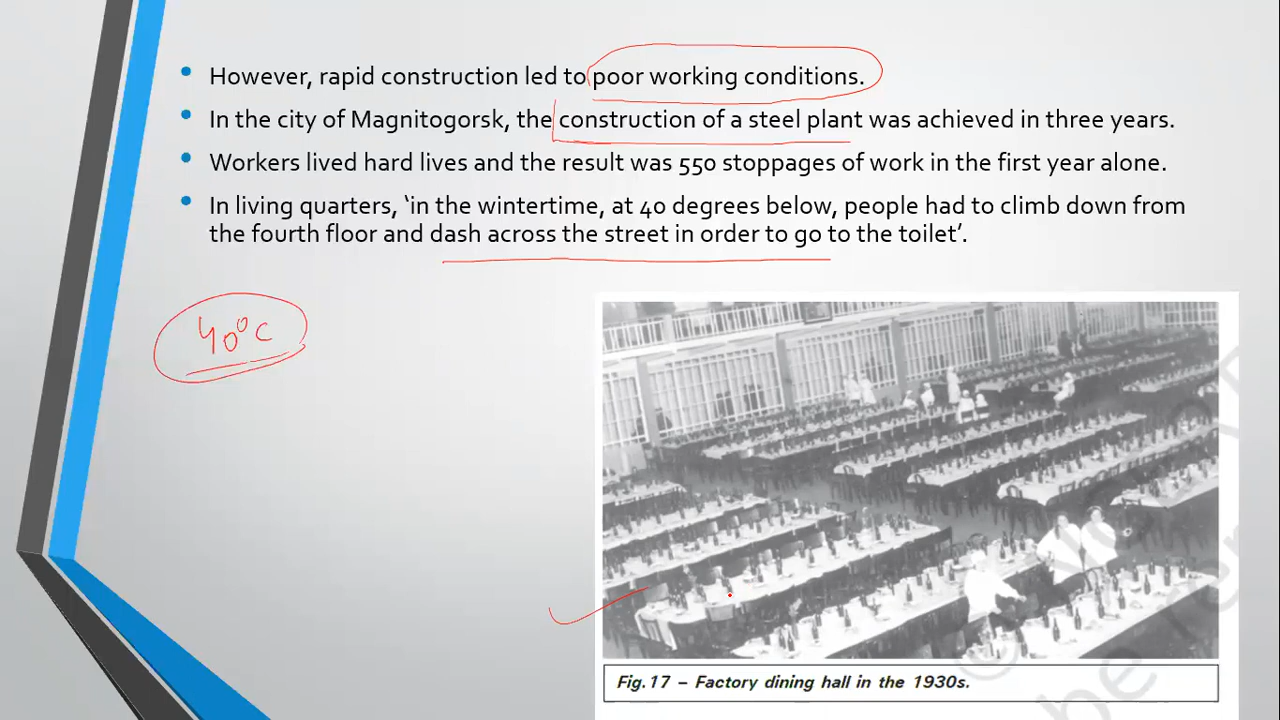 However, rapid construction led to poor working conditions.
In the city of Magnitogorsk, the construction of a steel plant was achieved in three years.
Workers lived hard lives and the result was 550 stoppages of work in the first year alone.
In living quarters, ‘in the wintertime, at 40 degrees below, people had to climb down from
the fourth floor and dash across the street in order to go to the toilet’.
40°C
Fig. 17 – Factory dining hall in the 1930s.